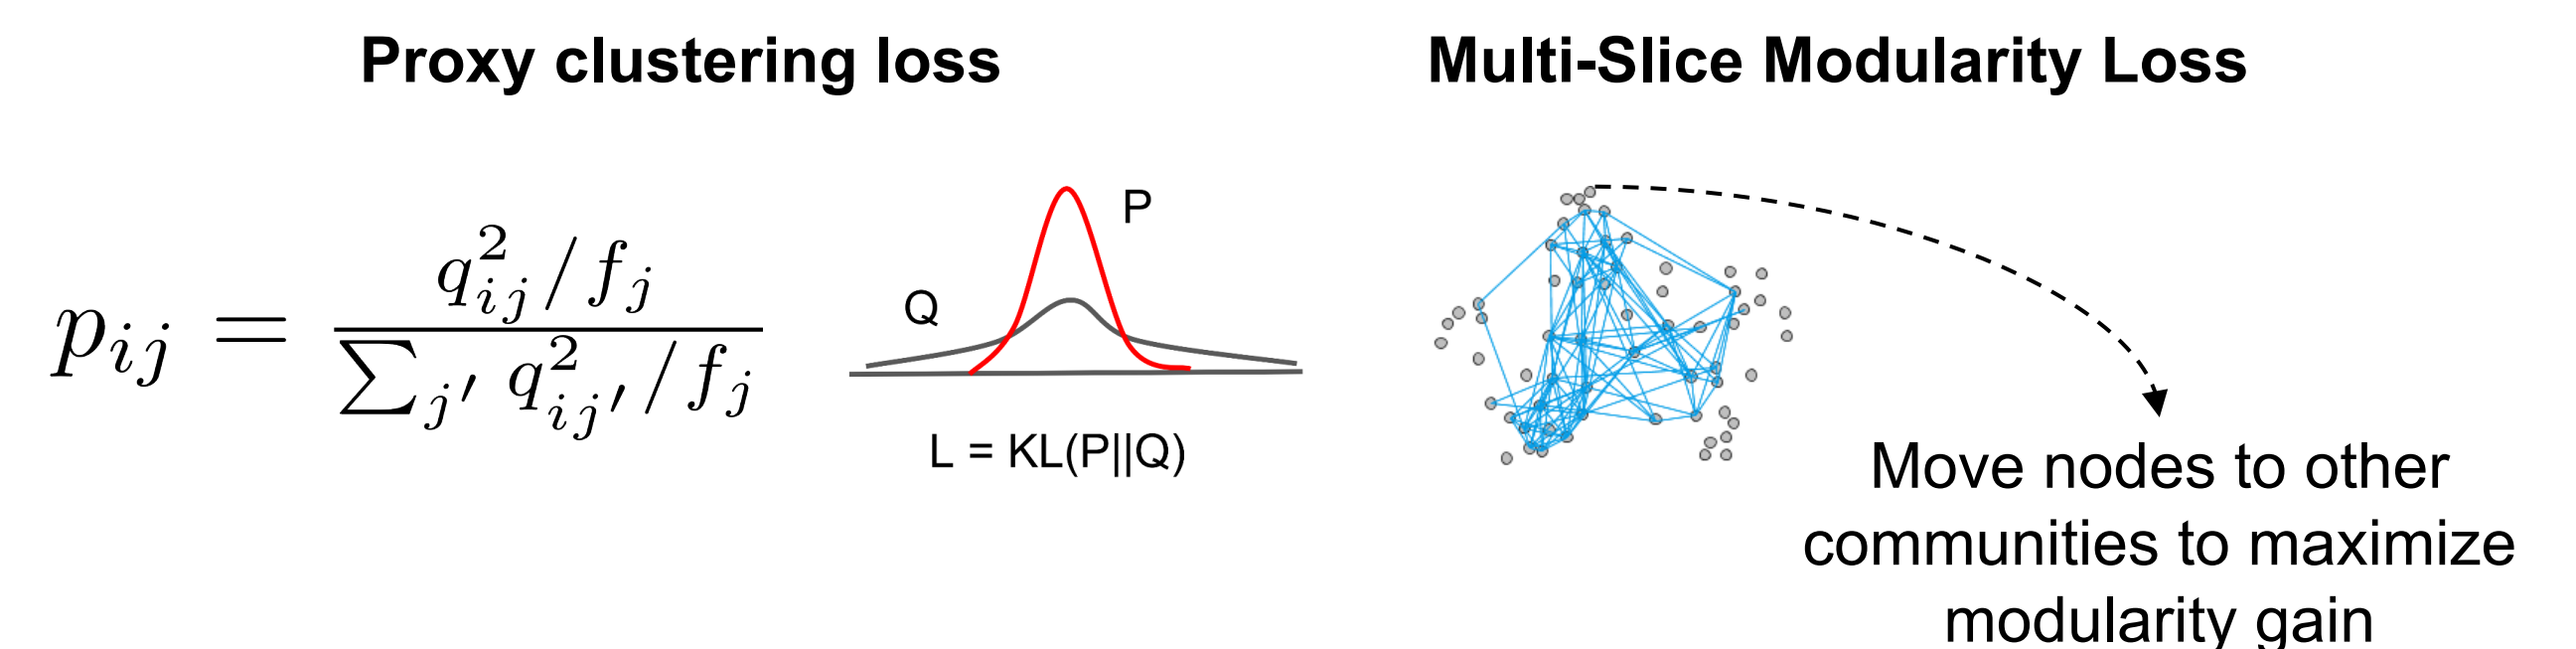 Proxy clustering loss
p_{ij} = \frac{q_{ij}^2 / f_j}{\sum_{j'} q_{ij'}^2 / f_j}
P
Q
L = KL(P||Q)
Multi-Slice Modularity Loss
Move nodes to other
communities to maximize
modularity gain